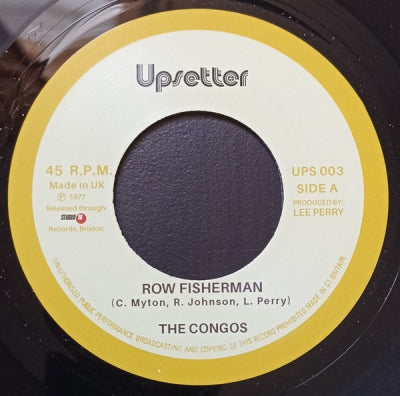 Upsetter
45 R.P.M.
Made in UK
Ⓟ 1977
Released through
STUDIO 16
Records, Brixton
UPS 003
SIDE A
PRODUCED BY:
LEE PERRY
ROW FISHERMAN
(C. Myton, R. Johnson, L. Perry)
THE CONGOS
UNAUTHORISED PUBLIC PERFORMANCE BROADCASTING AND COPYING OF THIS RECORD PROHIBITED. MADE IN GT. BRITAIN